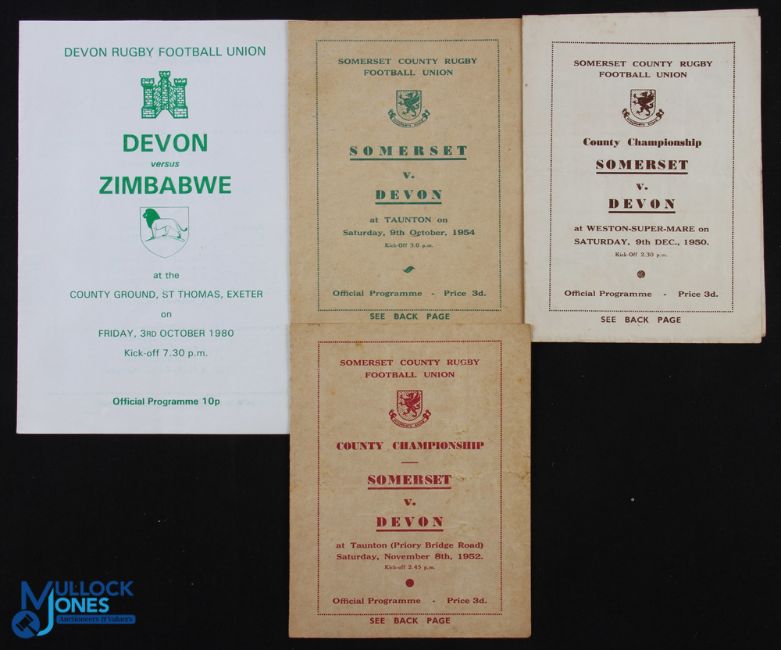 DEVON RUGBY FOOTBALL UNION
DEVON
versus
ZIMBABWE
at the
COUNTY GROUND, ST THOMAS, EXETER
on
FRIDAY, 3RD OCTOBER 1980
Kick-off 7.30 p.m.
Official Programme 10p
SOMERSET COUNTY RUGBY
FOOTBALL UNION
SOMERSET
v.
DEVON
at TAUNTON on
Saturday, 9th October, 1954
Kick-Off 3.0 p.m.
Official Programme - Price 3d.
SEE BACK PAGE
SOMERSET COUNTY RUGBY
FOOTBALL UNION
County Championship
SOMERSET
v.
DEVON
at WESTON-SUPER-MARE on
SATURDAY, 9th DEC., 1950.
Kick-Off 2.30 p.m.
Official Programme - Price 3d.
SEE BACK PAGE
SOMERSET COUNTY RUGBY
FOOTBALL UNION
COUNTY CHAMPIONSHIP
SOMERSET
v.
DEVON
at Taunton (Priory Bridge Road)
Saturday, November 8th, 1952.
Kick-off 2.45 p.m.
Official Programme - Price 3d.
SEE BACK PAGE
MULLOCK
JONES
Auctioneers & Valuers